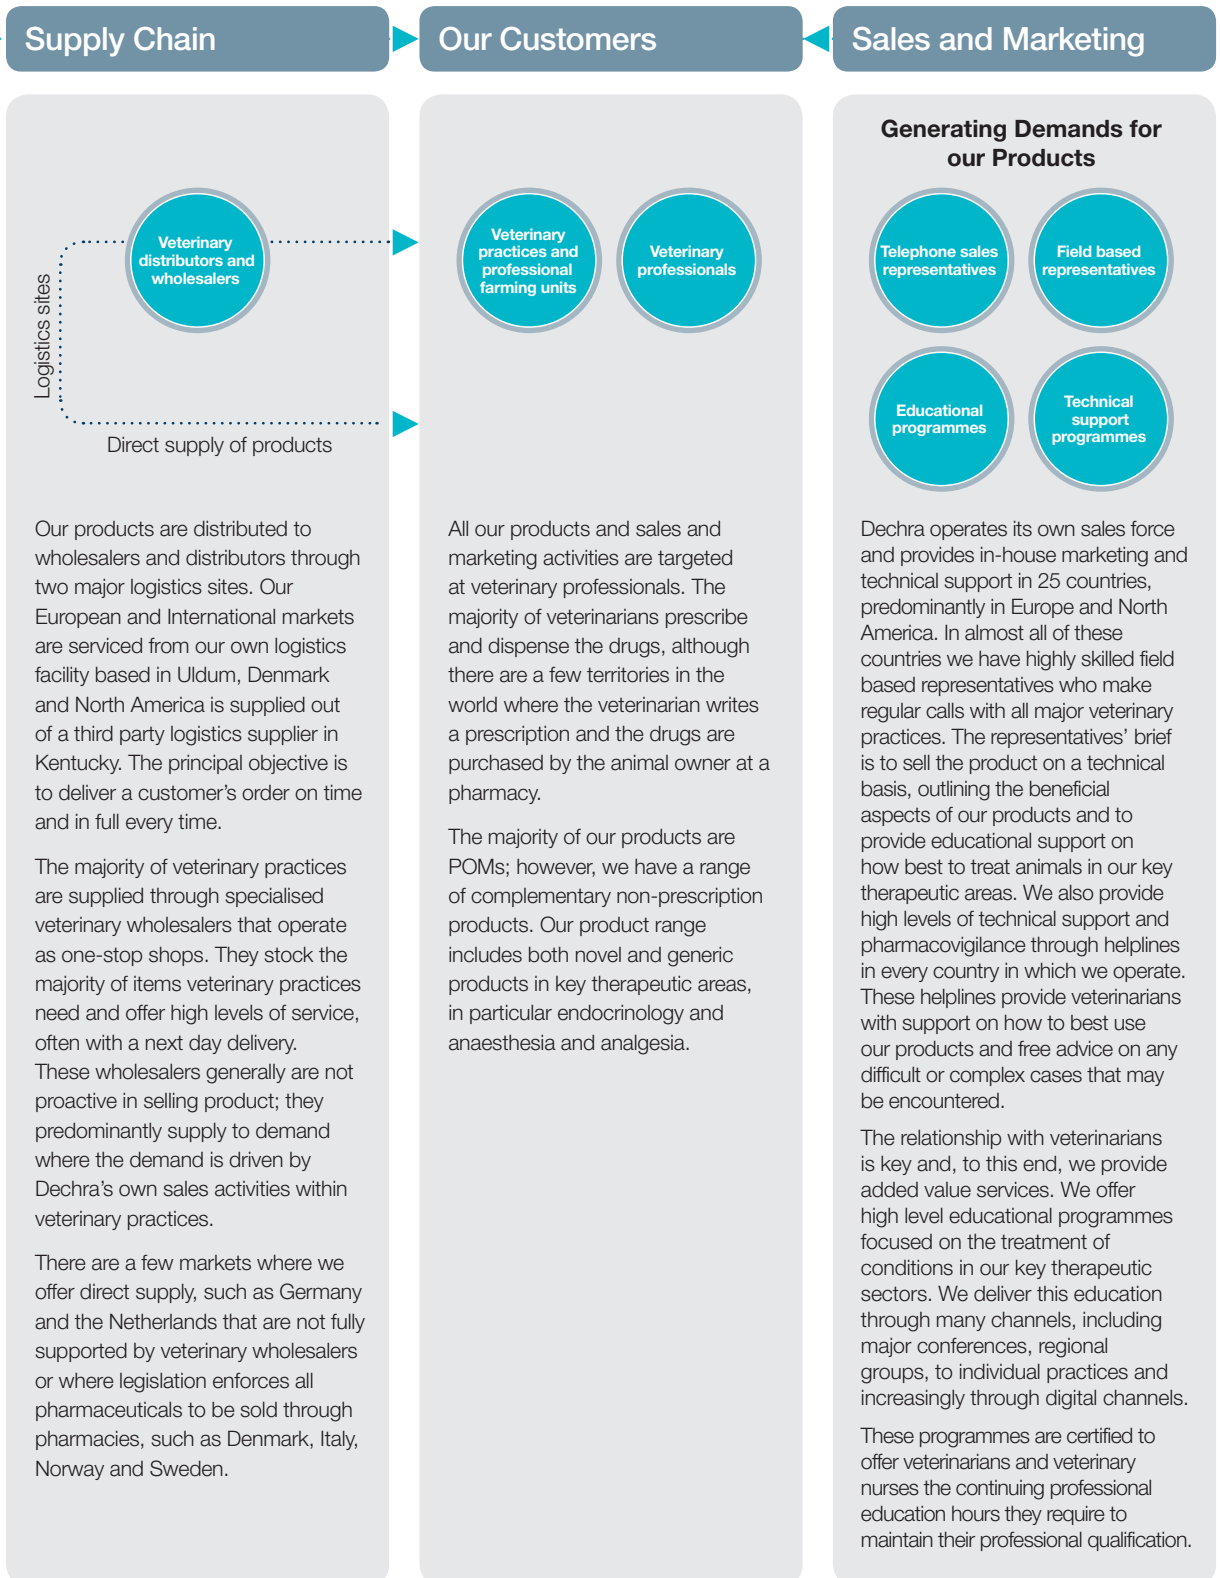 Supply Chain
Logistics sites
Veterinary
distributors and
wholesalers
Direct supply of products
Our products are distributed to
wholesalers and distributors through
two major logistics sites. Our
European and International markets
are serviced from our own logistics
facility based in Uldum, Denmark
and North America is supplied out
of a third party logistics supplier in
Kentucky. The principal objective is
to deliver a customer’s order on time
and in full every time.
The majority of veterinary practices
are supplied through specialised
veterinary wholesalers that operate
as one-stop shops. They stock the
majority of items veterinary practices
need and offer high levels of service,
often with a next day delivery.
These wholesalers generally are not
proactive in selling product; they
predominantly supply to demand
where the demand is driven by
Dechra’s own sales activities within
veterinary practices.
There are a few markets where we
offer direct supply, such as Germany
and the Netherlands that are not fully
supported by veterinary wholesalers
or where legislation enforces all
pharmaceuticals to be sold through
pharmacies, such as Denmark, Italy,
Norway and Sweden.
Our Customers
Veterinary
practices and
professional
farming units
Veterinary
professionals
All our products and sales and
marketing activities are targeted
at veterinary professionals. The
majority of veterinarians prescribe
and dispense the drugs, although
there are a few territories in the
world where the veterinarian writes
a prescription and the drugs are
purchased by the animal owner at a
pharmacy.
The majority of our products are
POMs; however, we have a range
of complementary non-prescription
products. Our product range
includes both novel and generic
products in key therapeutic areas,
in particular endocrinology and
anaesthesia and analgesia.
Sales and Marketing
Generating Demands for
our Products
Telephone sales
representatives
Field based
representatives
Educational
programmes
Technical
support
programmes
Dechra operates its own sales force
and provides in-house marketing and
technical support in 25 countries,
predominantly in Europe and North
America. In almost all of these
countries we have highly skilled field
based representatives who make
regular calls with all major veterinary
practices. The representatives’ brief
is to sell the product on a technical
basis, outlining the beneficial
aspects of our products and to
provide educational support on
how best to treat animals in our key
therapeutic areas. We also provide
high levels of technical support and
pharmacovigilance through helplines
in every country in which we operate.
These helplines provide veterinarians
with support on how to best use
our products and free advice on any
difficult or complex cases that may
be encountered.
The relationship with veterinarians
is key and, to this end, we provide
added value services. We offer
high level educational programmes
focused on the treatment of
conditions in our key therapeutic
sectors. We deliver this education
through many channels, including
major conferences, regional
groups, to individual practices and
increasingly through digital channels.
These programmes are certified to
offer veterinarians and veterinary
nurses the continuing professional
education hours they require to
maintain their professional qualification.